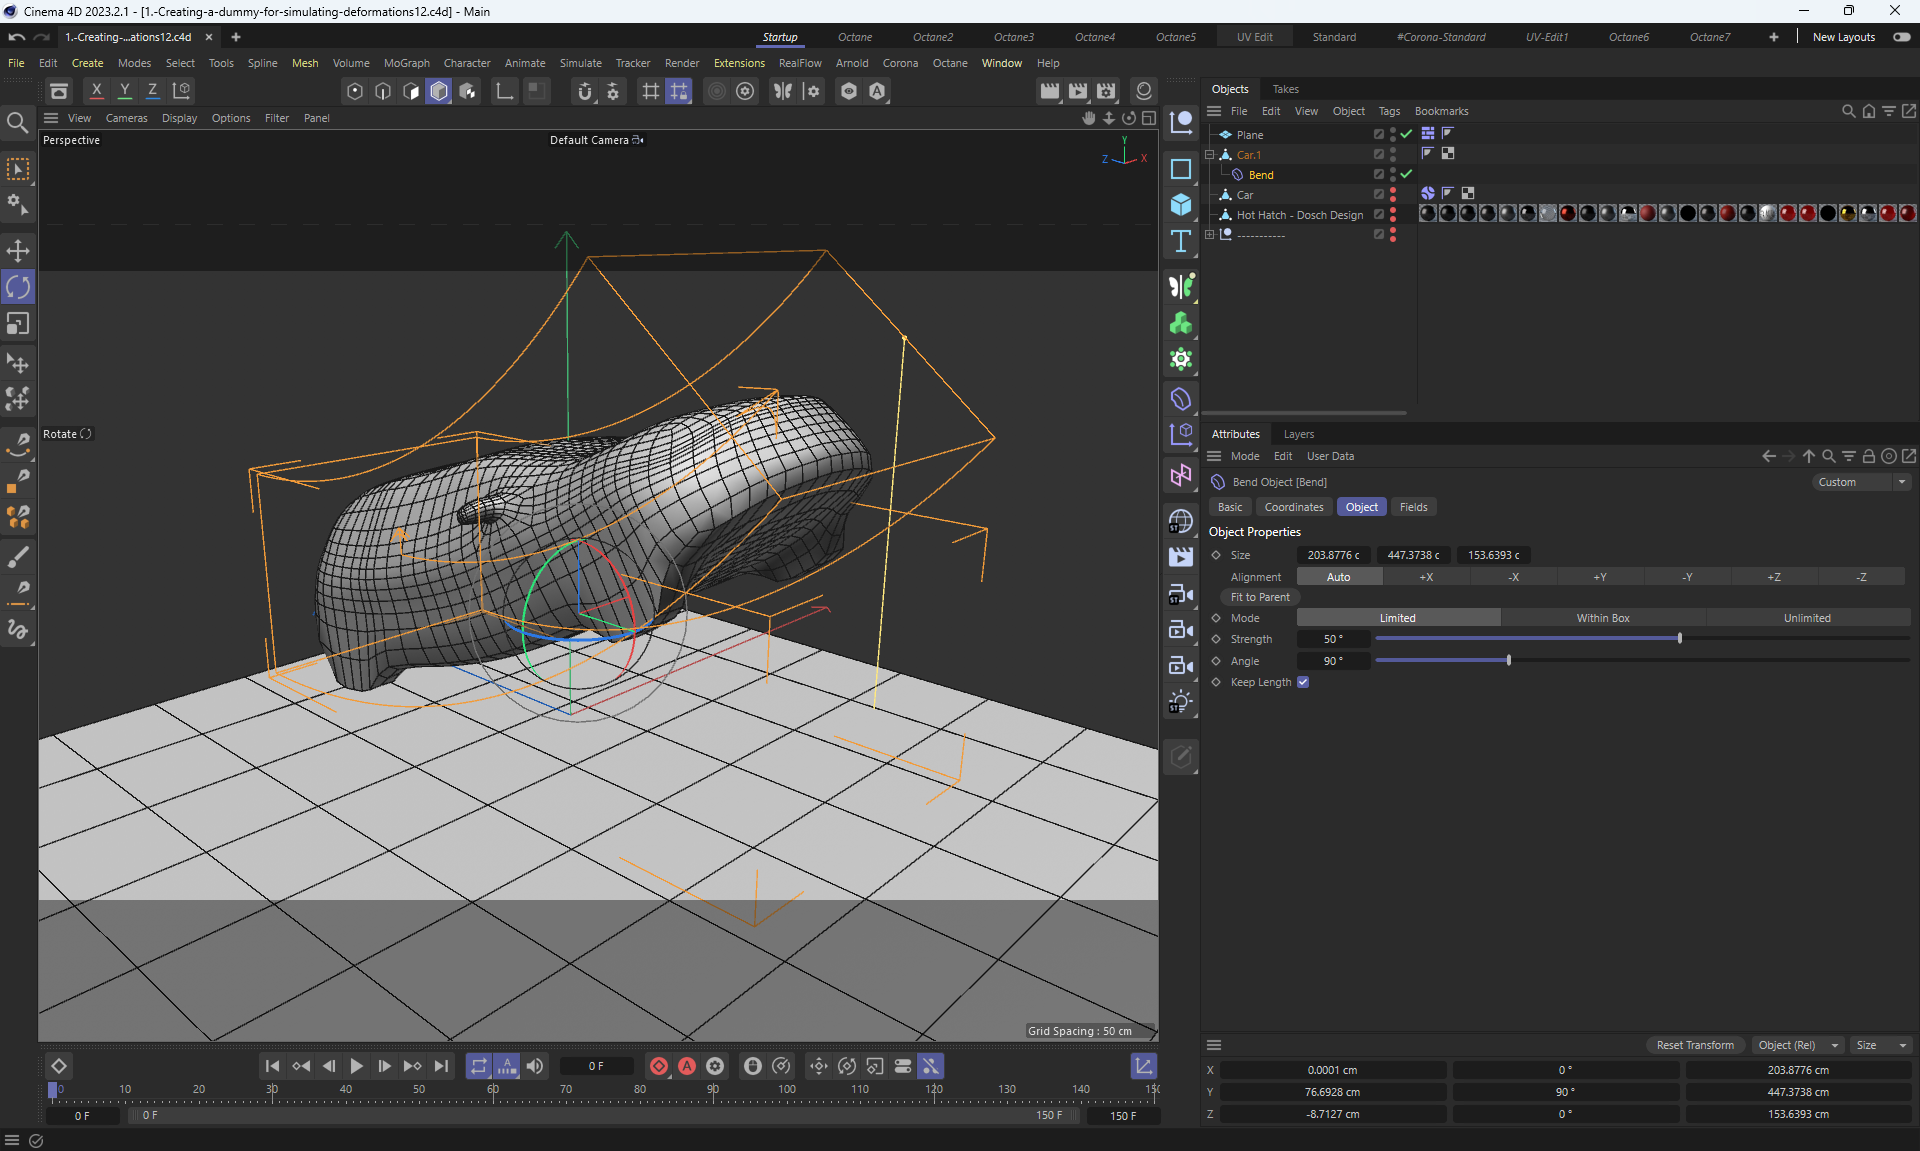 Cinema 4D 2023.2.1 - [1.-Creating-a-dummy-for-simulating-deformations12.c4d] - Main
1.-Creating-...ations12.c4d
Startup Octane Octane2 Octane3 Octane4 Octane5 UV Edit Standard #Corona-Standard UV-Edit1 Octane6 Octane7 New Layouts
File Edit Create Modes Select Tools Spline Mesh Volume MoGraph Character Animate Simulate Tracker Render Extensions RealFlow Arnold Corona Octane Window Help
X Y Z
View Cameras Display Options Filter Panel
Perspective
Default Camera
Y
Z X
Rotate
Grid Spacing : 50 cm
Objects Takes
File Edit View Object Tags Bookmarks
Plane
Car.1
Bend
Car
Hot Hatch - Dosch Design
-----------
Attributes Layers
Mode Edit User Data
Bend Object [Bend]
Custom
Basic Coordinates Object Fields
Object Properties
Size 203.8776 c 447.3738 c 153.6393 c
Alignment Auto +X -X +Y -Y +Z -Z
Fit to Parent
Mode Limited Within Box Unlimited
Strength 50 °
Angle 90 °
Keep Length
Reset Transform Object (Rel) Size
X 0.0001 cm 0 ° 203.8776 cm
Y 76.6928 cm 90 ° 447.3738 cm
Z -8.7127 cm 0 ° 153.6393 cm
0 F
0 10 20 30 40 50 60 70 80 90 100 110 120 130 140 150
0 F 0 F 150 F 150 F